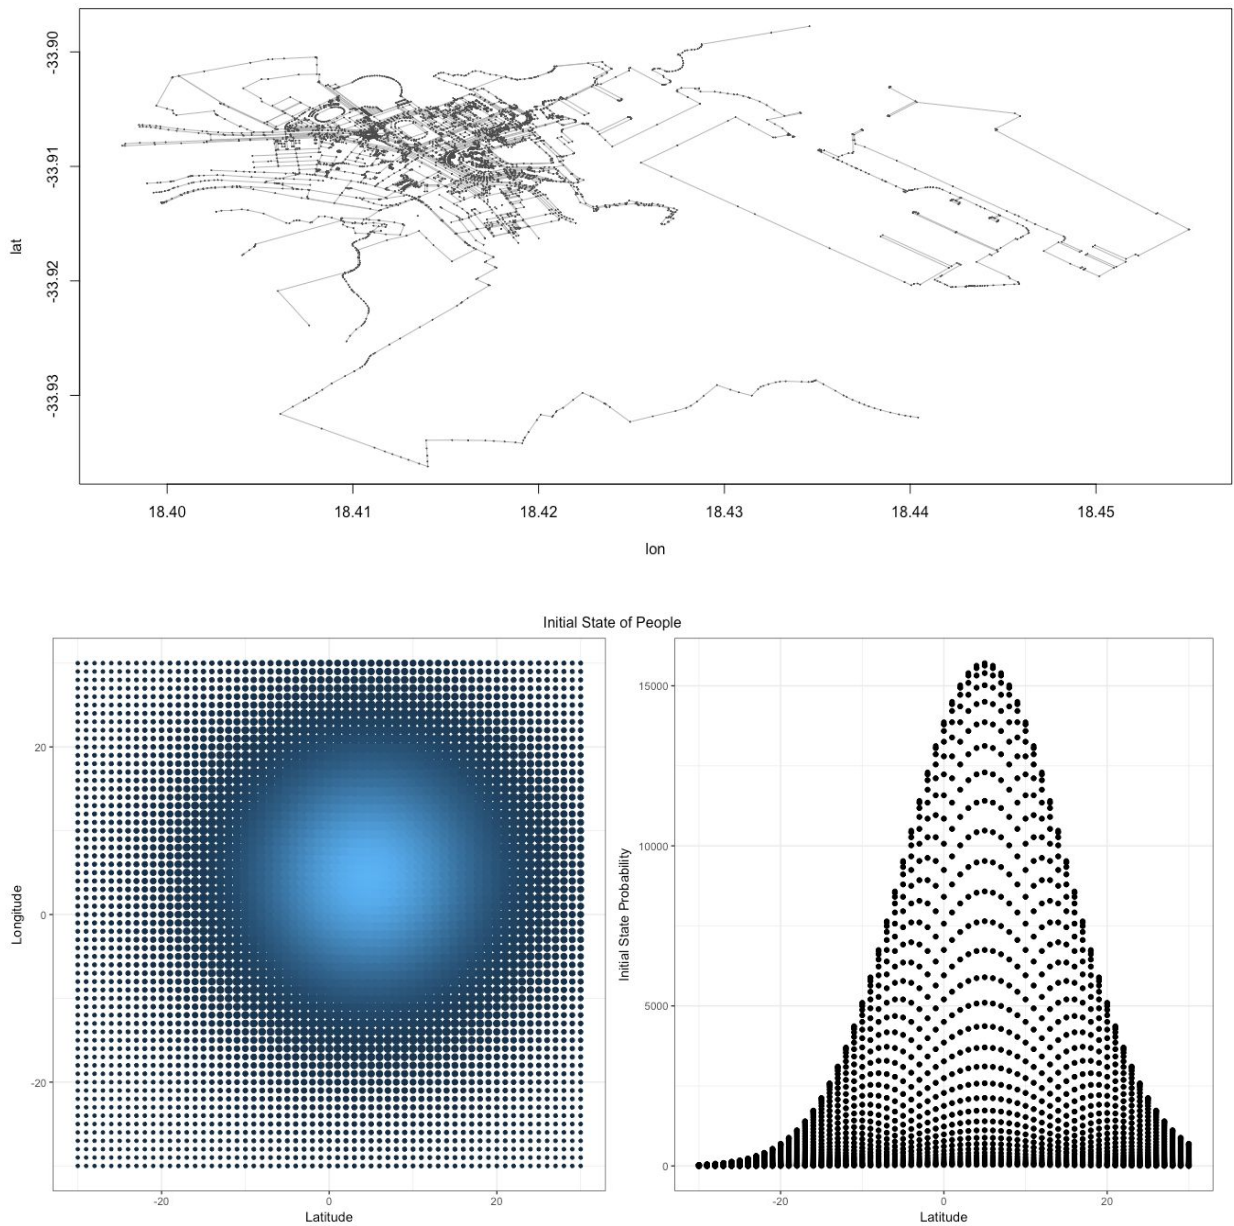 -33.90
-33.91
-33.92
-33.93
lat
18.40 18.41 18.42 18.43 18.44 18.45
lon
Initial State of People
20
0
-20
Longitude
-20 0 20
Latitude
15000
10000
5000
0
Initial State Probability
-20 0 20
Latitude